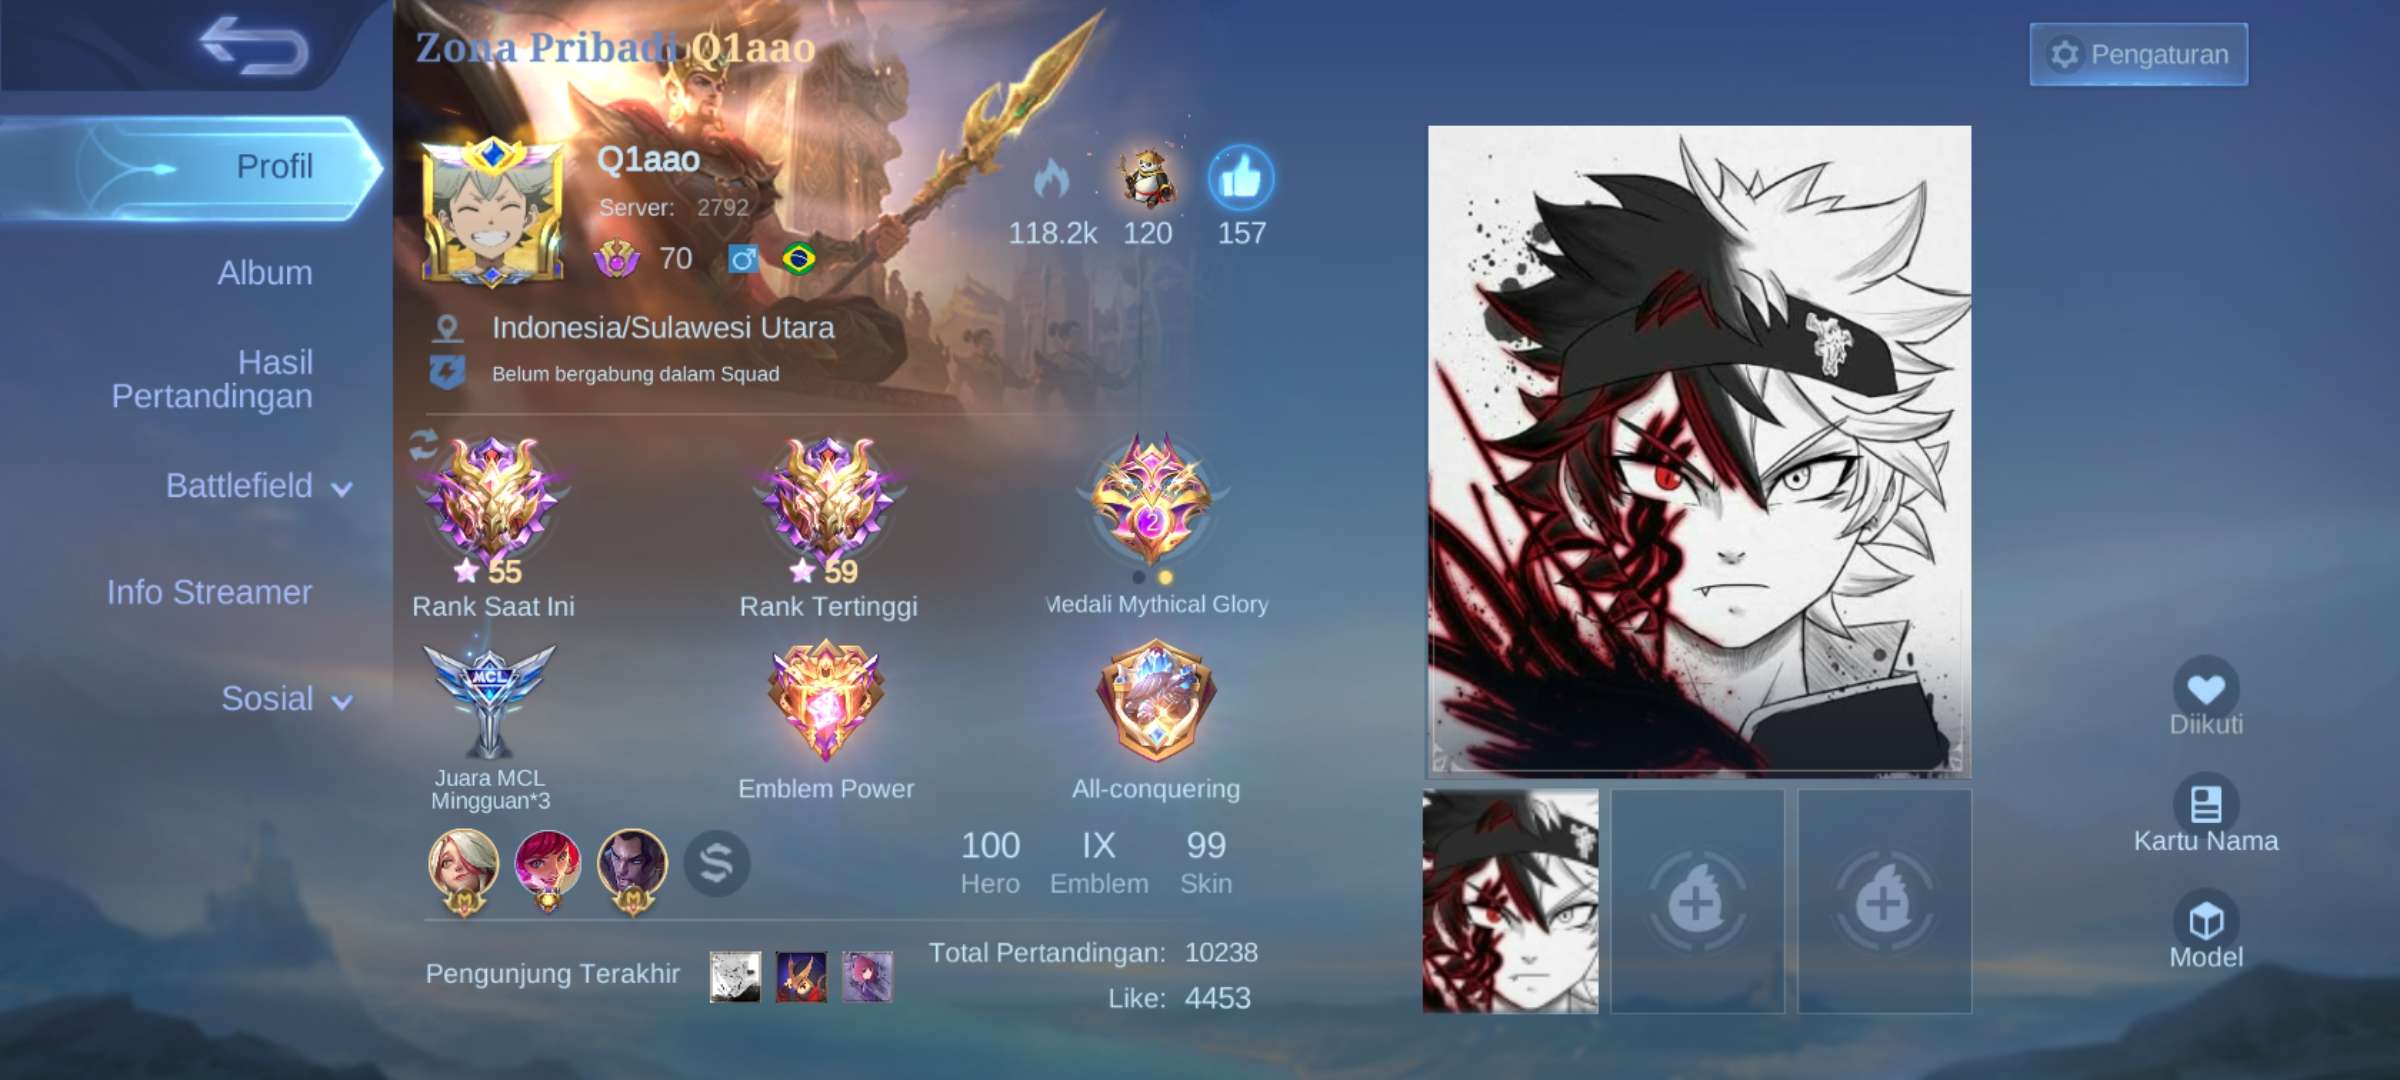 Zona Pribadi Q1aao
Pengaturan
Profil
Album
Hasil
Pertandingan
Battlefield
Info Streamer
Sosial
Q1aao
Server: 2792
70
118.2k
120
157
Indonesia/Sulawesi Utara
Belum bergabung dalam Squad
55
59
2
Rank Saat Ini
Rank Tertinggi
Medali Mythical Glory
MCL
Juara MCL
Mingguan*3
Emblem Power
All-conquering
M
M
100
IX
99
Hero
Emblem
Skin
Pengunjung Terakhir
Total Pertandingan: 10238
Like: 4453
Diikuti
Kartu Nama
Model